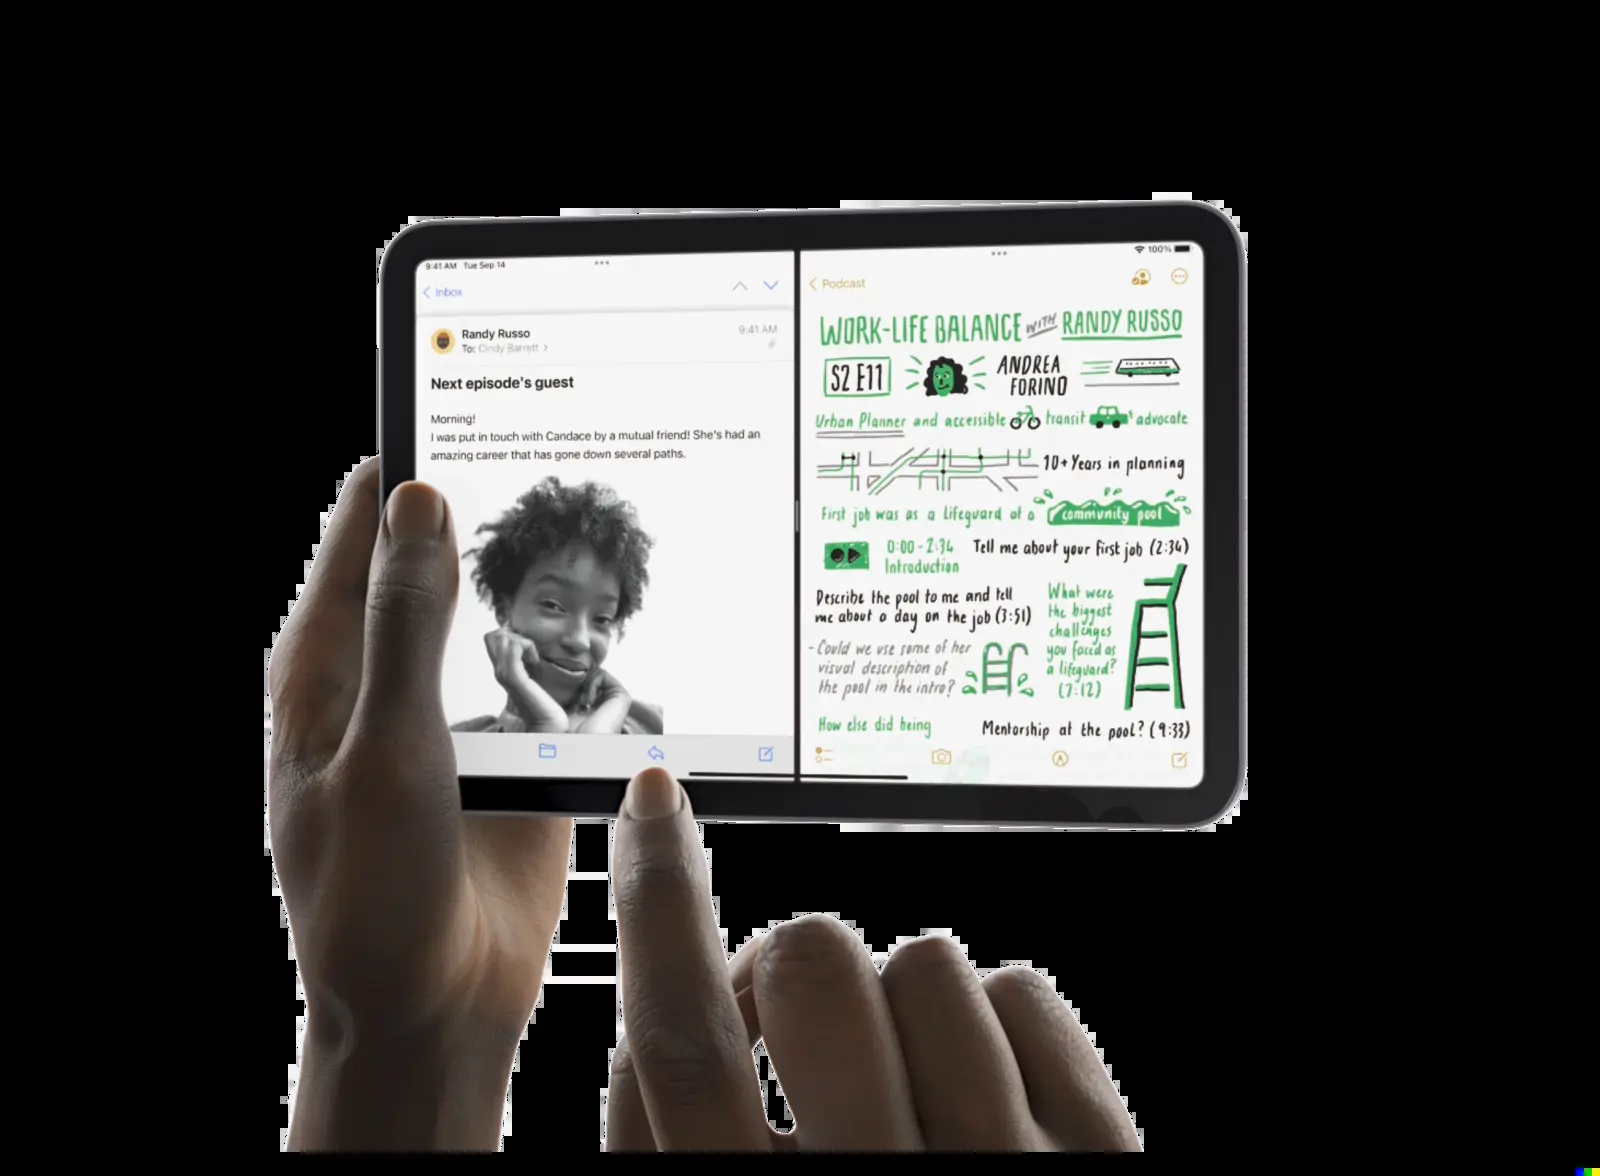 9:41 AM Tue Sep 14
Inbox
Randy Russo
9:41 AM
To: Cindy Barrett
Next episode's guest
Morning!
I was put in touch with Candace by a mutual friend! She's had an
amazing career that has gone down several paths.
100%
Podcast
WORK-LIFE BALANCE WITH RANDY RUSSO
S2 E11
ANDREA
FORINO
Urban Planner and accessible transit advocate
10+ Years in planning
First job was as a lifeguard at a community pool
0:00 - 2:34
Introduction
Tell me about your first job (2:34)
Describe the pool to me and tell
me about a day on the job (3:51)
- Could we use some of her
visual description of
the pool in the intro?
What were
the biggest
challenges
you faced as
a lifeguard?
(7:12)
How else did being
Mentorship at the pool? (9:33)